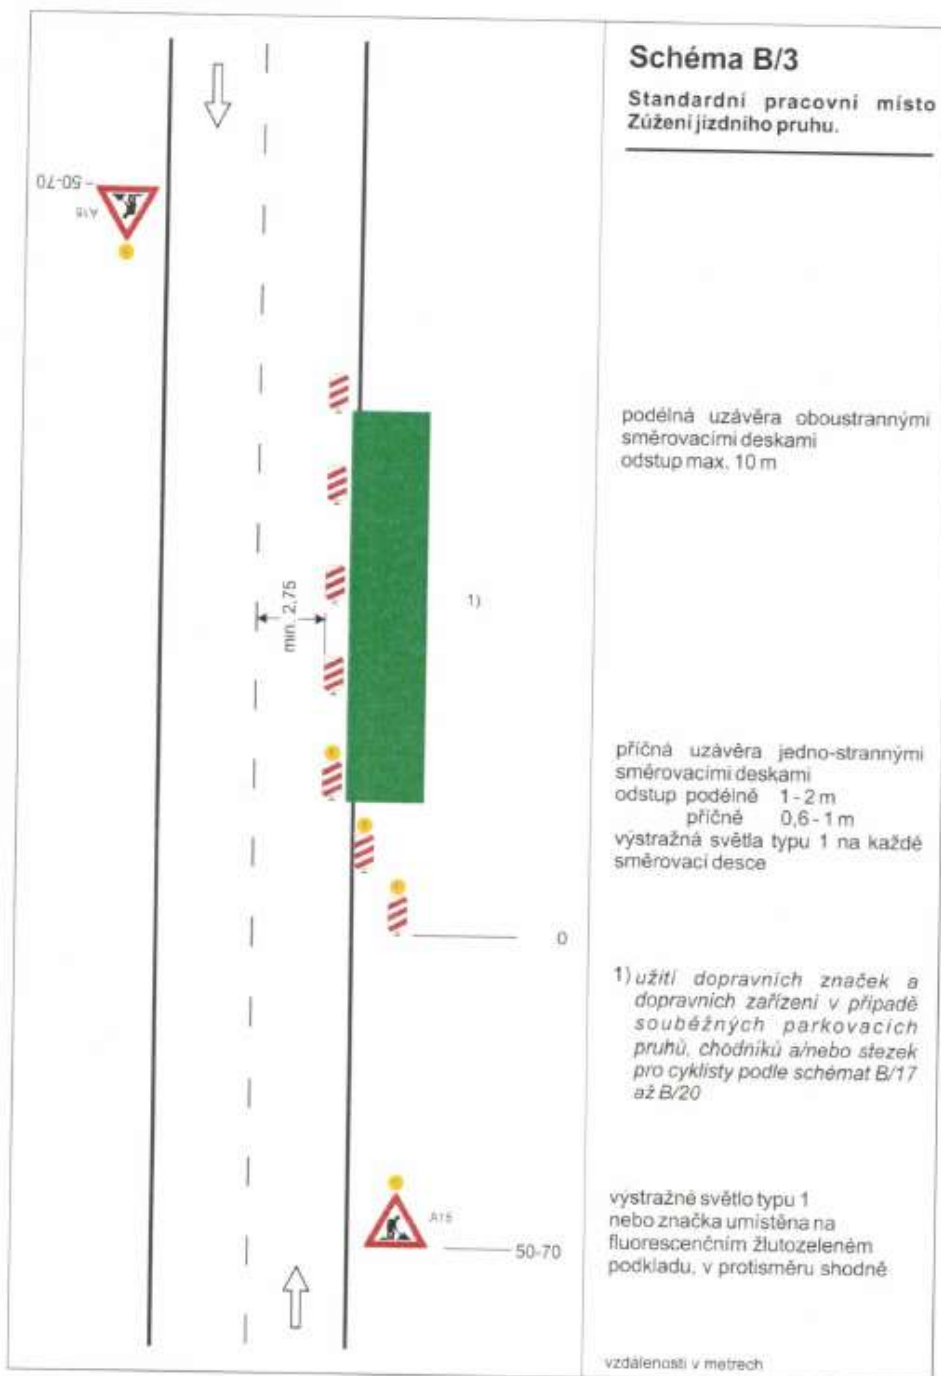 Schéma B/3
Standardní pracovní místo
Zúžení jízdního pruhu.
50-70
A15
podélná uzávěra oboustrannými
směrovacími deskami
odstup max. 10 m
min. 2,75
1)
příčná uzávěra jedno-strannými
směrovacími deskami
odstup podélně 1 - 2 m
příčně 0,6 - 1 m
výstražná světla typu 1 na každé
směrovací desce
0
1) užití dopravních značek a
dopravních zařízení v případě
souběžných parkovacích
pruhů, chodníků a/nebo stezek
pro cyklisty podle schémat B/17
až B/20
A15
50-70
výstražné světlo typu 1
nebo značka umístěna na
fluorescenčním žlutozeleném
podkladu, v protisměru shodně
vzdálenosti v metrech